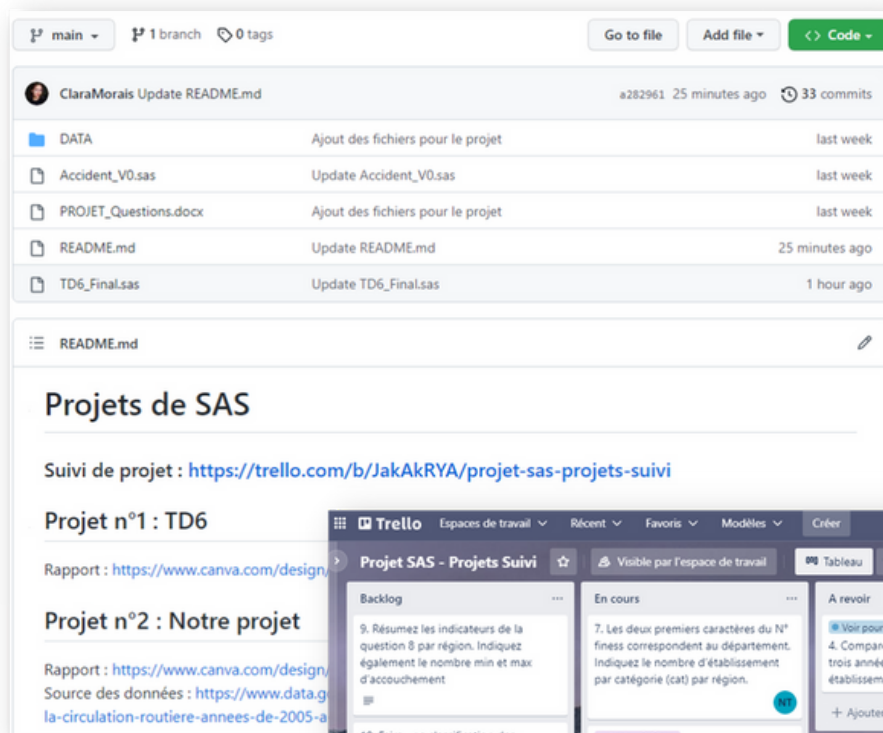 main 1 branch 0 tags Go to file Add file <> Code
ClaraMorais Update README.md a282961 25 minutes ago 33 commits
DATA Ajout des fichiers pour le projet last week
Accident_V0.sas Update Accident_V0.sas last week
PROJET_Questions.docx Ajout des fichiers pour le projet last week
README.md Update README.md 25 minutes ago
TD6_Final.sas Update TD6_Final.sas 1 hour ago
README.md
Projets de SAS
Suivi de projet : https://trello.com/b/JakAkRYA/projet-sas-projets-suivi
Projet n°1 : TD6
Rapport : https://www.canva.com/design/
Projet n°2 : Notre projet
Rapport : https://www.canva.com/design/
Source des données : https://www.data.g
la-circulation-routiere-annees-de-2005-a
Trello Espaces de travail Récent Favoris Modèles Créer
Projet SAS - Projets Suivi Visible par l'espace de travail Tableau
Backlog
9. Résumez les indicateurs de la
question 8 par région. Indiquez
également le nombre min et max
d'accouchement
En cours
7. Les deux premiers caractères du N°
finess correspondent au département.
Indiquez le nombre d'établissement
par catégorie (cat) par région.
NT
A revoir
Voir pour
4. Compar
trois année
établissem
+ Ajouter